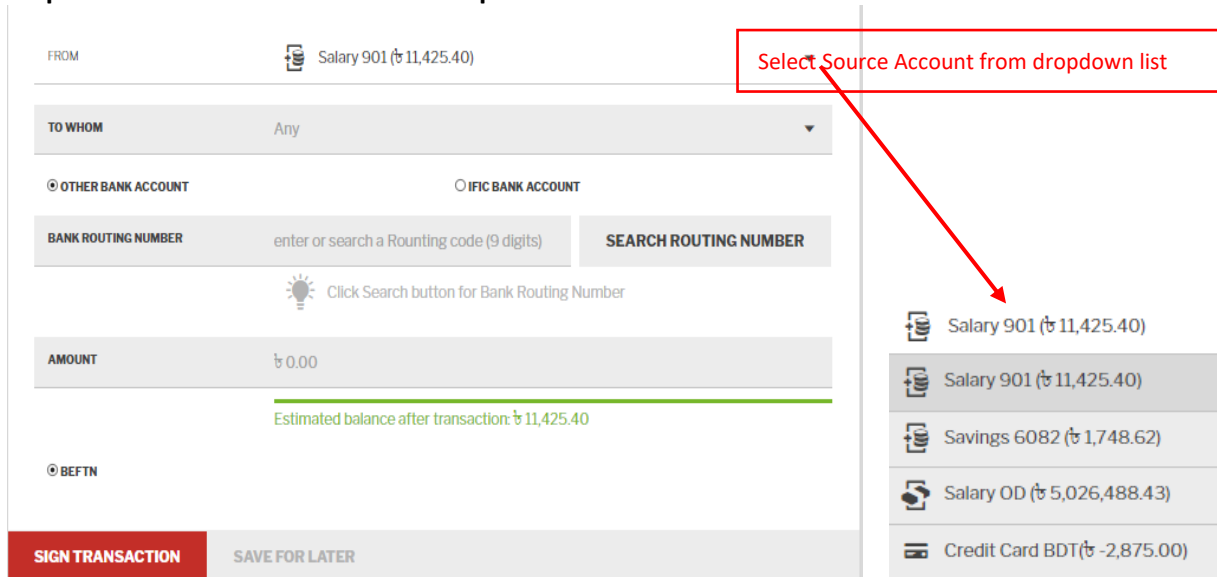 FROM
Salary 901 (৳ 11,425.40)
Select Source Account from dropdown list
TO WHOM
Any
OTHER BANK ACCOUNT
IFIC BANK ACCOUNT
BANK ROUTING NUMBER
enter or search a Rounting code (9 digits)
SEARCH ROUTING NUMBER
Click Search button for Bank Routing Number
AMOUNT
৳ 0.00
Estimated balance after transaction: ৳ 11,425.40
BEFTN
SIGN TRANSACTION
SAVE FOR LATER
Salary 901 (৳ 11,425.40)
Salary 901 (৳ 11,425.40)
Savings 6082 (৳ 1,748.62)
Salary OD (৳ 5,026,488.43)
Credit Card BDT(৳ -2,875.00)